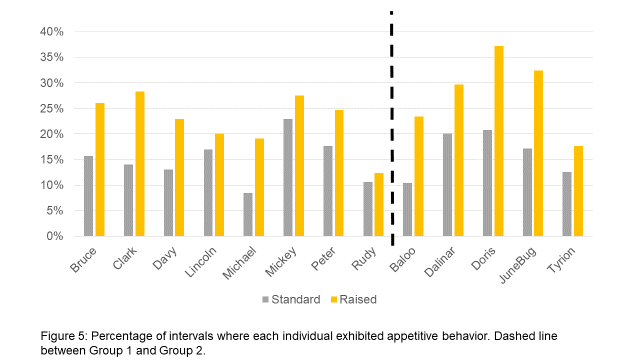 40%
35%
30%
25%
20%
15%
10%
5%
0%
Bruce
Clark
Davy
Lincoln
Michael
Mickey
Peter
Rudy
Baloo
Dalinar
Doris
JuneBug
Tyrion
Standard Raised
Figure 5: Percentage of intervals where each individual exhibited appetitive behavior. Dashed line
between Group 1 and Group 2.